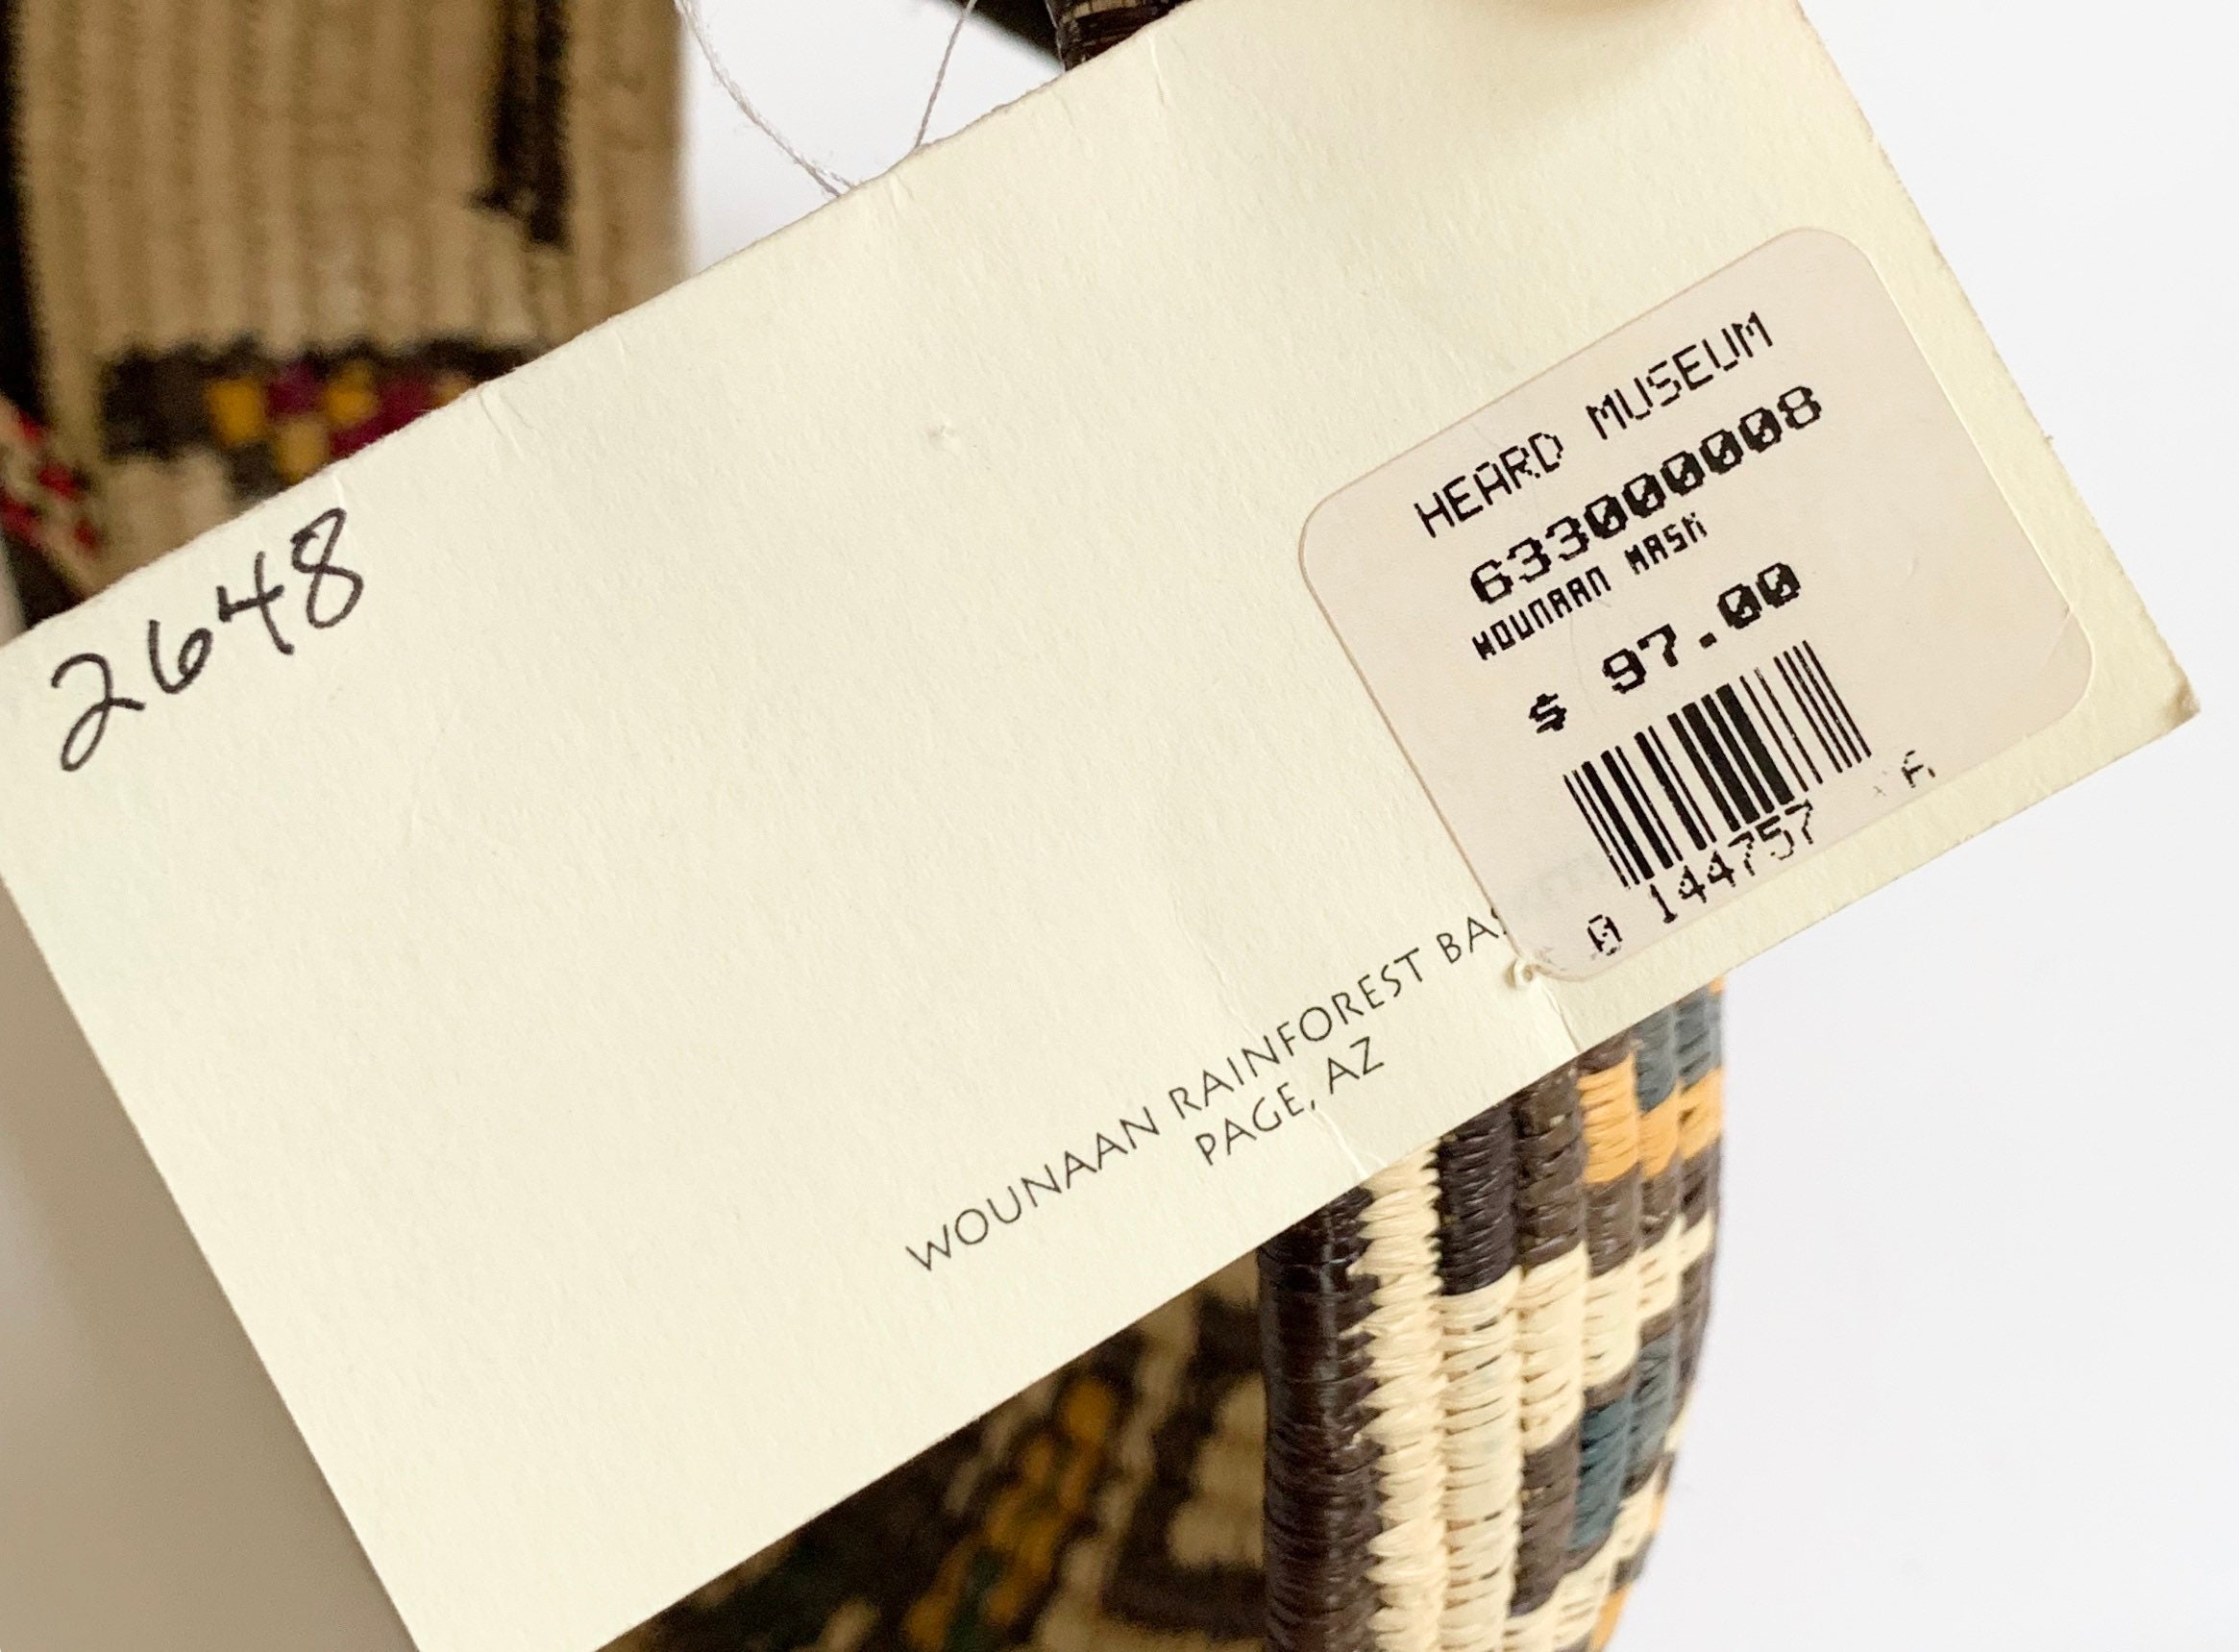 2648
HEARD MUSEUM
633000008
WOUNAAN MASK
$ 97.00
0 144757
WOUNAAN RAINFOREST BAS
PAGE, AZ